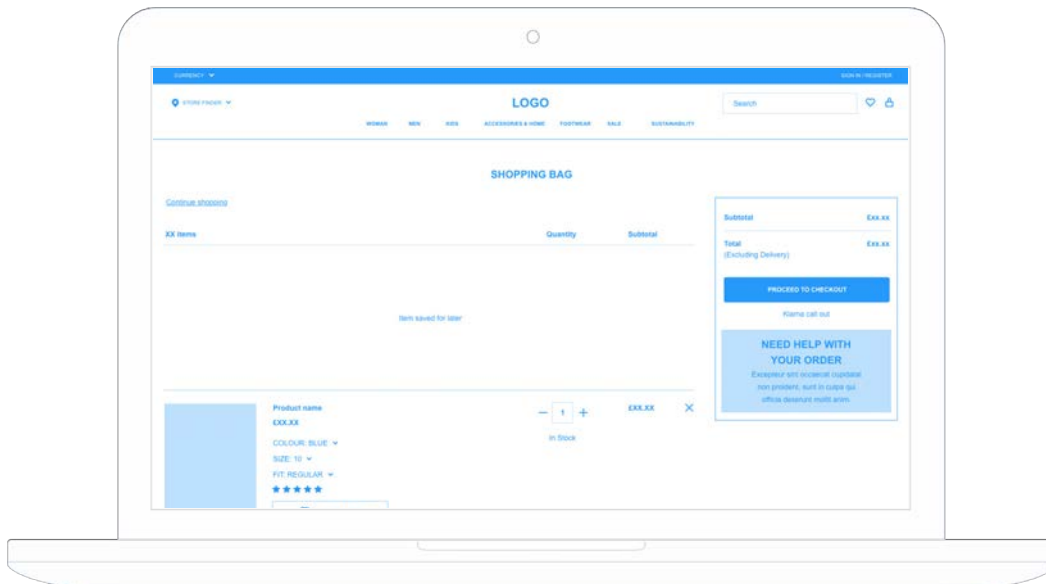 CURRENCY
SIGN IN / REGISTER
STORE FINDER
LOGO
Search
WOMAN MEN KIDS ACCESSORIES & HOME FOOTWEAR SALE SUSTAINABILITY
SHOPPING BAG
Continue shopping
XX Items Quantity Subtotal
Item saved for later
Subtotal £xx.xx
Total £xx.xx
(Excluding Delivery)
PROCEED TO CHECKOUT
Klarna call out
NEED HELP WITH
YOUR ORDER
Excepteur sint occaecat cupidatat
non proident, sunt in culpa qui
officia deserunt mollit anim
Product name
£XX.XX
COLOUR: BLUE
SIZE: 10
FIT: REGULAR
1
In Stock
£XX.XX